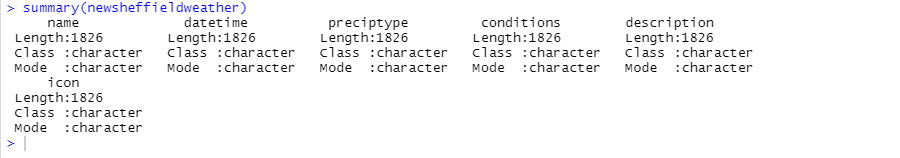 > summary(newsheffieldweather)
    name             datetime          preciptype         conditions        description
 Length:1826        Length:1826        Length:1826        Length:1826        Length:1826
 Class :character   Class :character   Class :character   Class :character   Class :character
 Mode  :character   Mode  :character   Mode  :character   Mode  :character   Mode  :character
    icon
 Length:1826
 Class :character
 Mode  :character
>